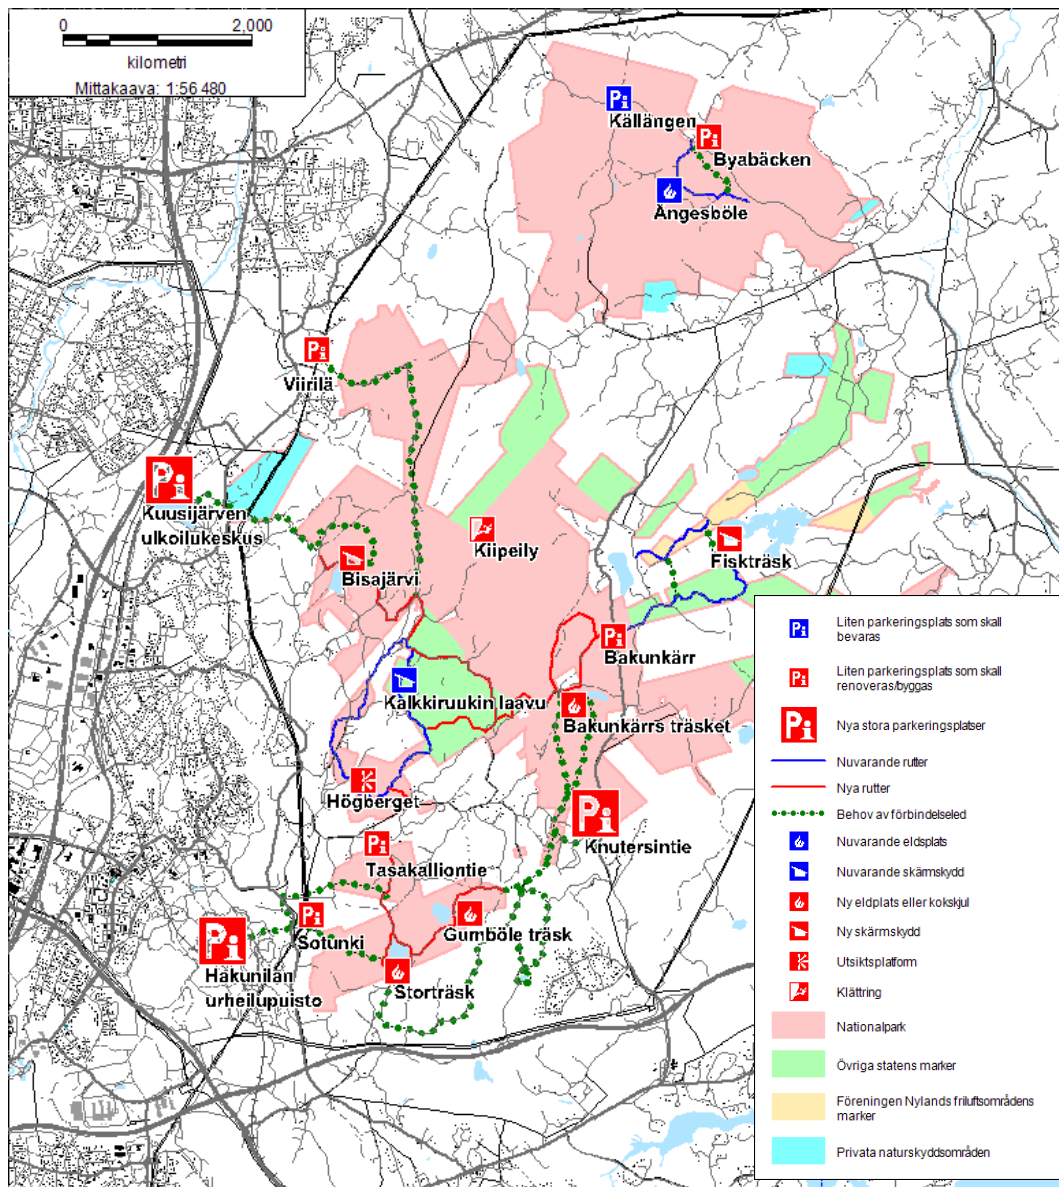 0 2,000
kilometri
Mittakaava: 1:56 480
Källängen
Byabäcken
Ängesböle
Viirilä
Kuusijärven
ulkoilukeskus
Kiipeily
Bisajärvi
Fiskträsk
Bakunkärr
Kalkkiruukin laavu
Bakunkärrs träsket
Högberget
Knutersintie
Tasakalliontie
Sotunki
Gumböle träsk
Hakunilan
urheilupuisto
Storträsk
Liten parkeringsplats som skall
bevaras
Liten parkeringsplats som skall
renoveras/byggas
Nya stora parkeringsplatser
Nuvarande rutter
Nya rutter
Behov av förbindelseled
Nuvarande eldsplats
Nuvarande skärmskydd
Ny eldplats eller kokskjul
Ny skärmskydd
Utsiktsplatform
Klättring
Nationalpark
Övriga statens marker
Föreningen Nylands friluftsområdens
marker
Privata naturskyddsområden